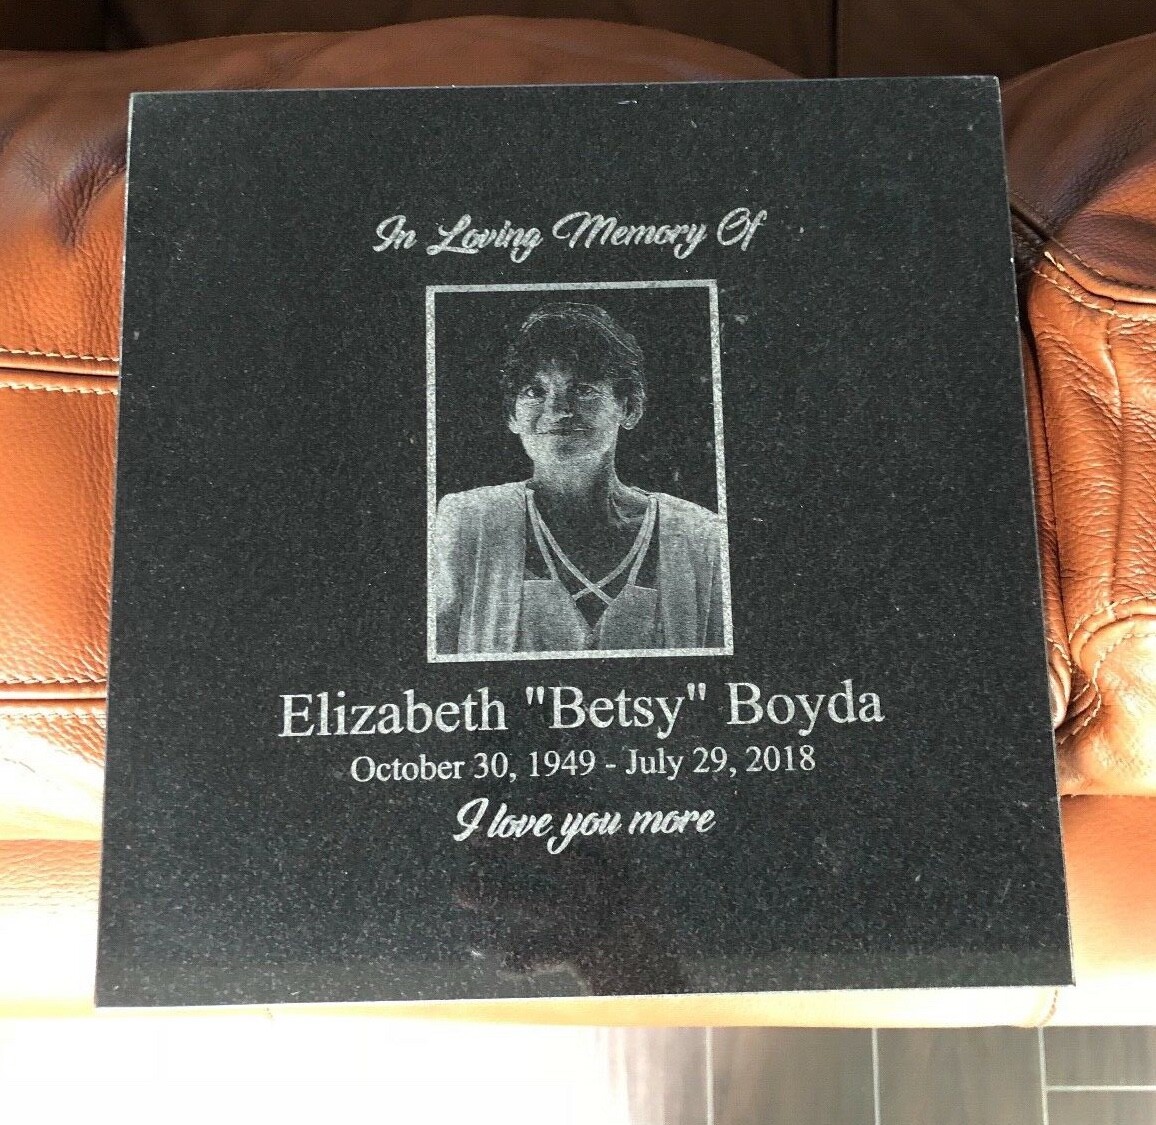 In Loving Memory Of
Elizabeth "Betsy" Boyda
October 30, 1949 - July 29, 2018
I love you more